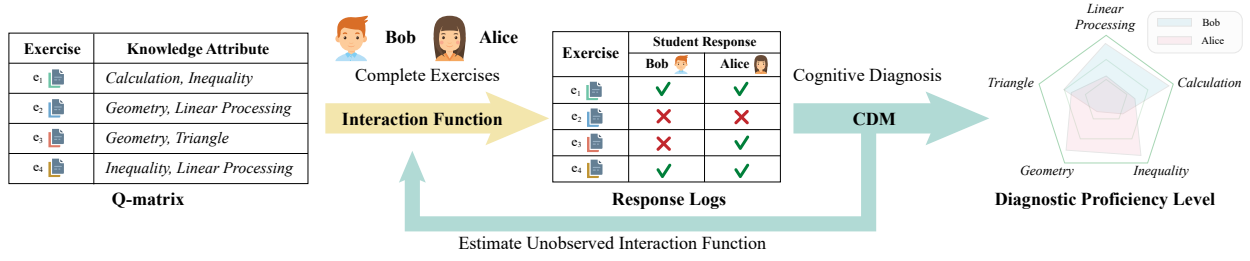 Exercise Knowledge Attribute
e1 Calculation, Inequality
e2 Geometry, Linear Processing
e3 Geometry, Triangle
e4 Inequality, Linear Processing
Q-matrix
Bob Alice
Complete Exercises
Interaction Function
Exercise Student Response
Bob Alice
e1
e2
e3
e4
Response Logs
Cognitive Diagnosis
CDM
Estimate Unobserved Interaction Function
Linear
Processing
Bob
Alice
Triangle
Calculation
Geometry
Inequality
Diagnostic Proficiency Level